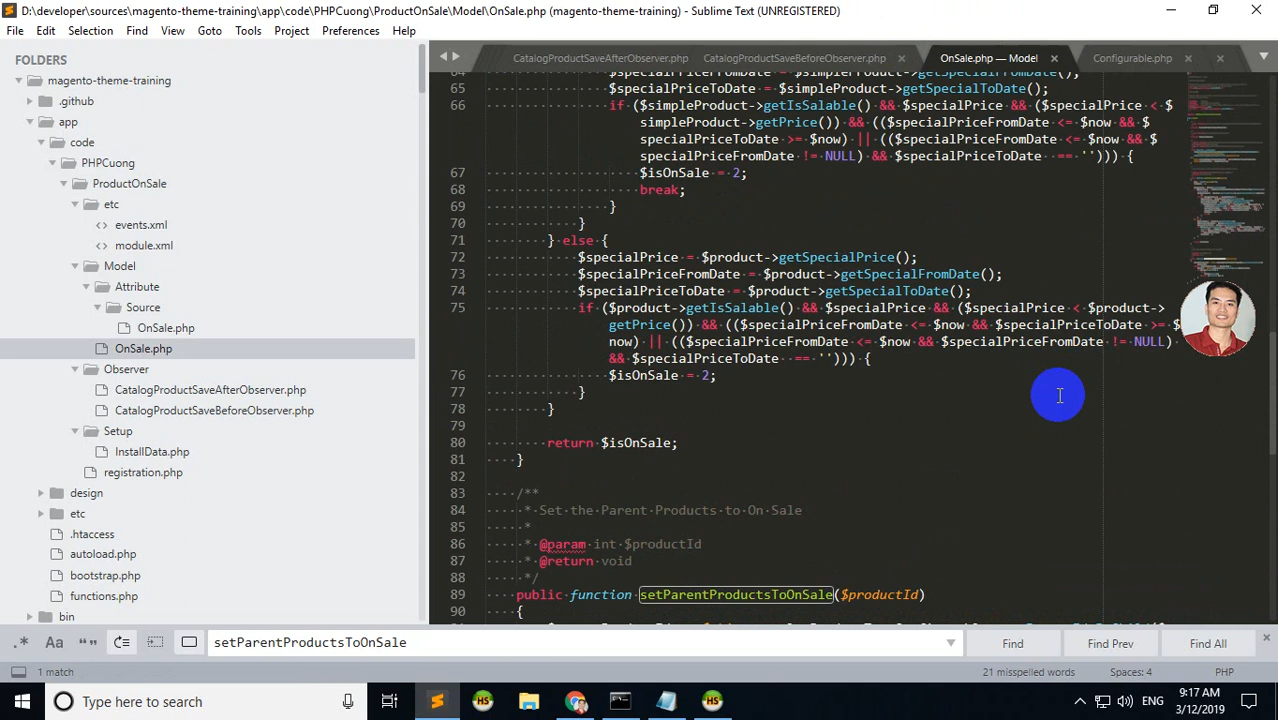 D:\developer\sources\magento-theme-training\app\code\PHPCuong\ProductOnSale\Model\OnSale.php (magento-theme-training) - Sublime Text (UNREGISTERED)
File Edit Selection Find View Goto Tools Project Preferences Help
FOLDERS
magento-theme-training
.github
app
code
PHPCuong
ProductOnSale
etc
events.xml
module.xml
Model
Attribute
Source
OnSale.php
OnSale.php
Observer
CatalogProductSaveAfterObserver.php
CatalogProductSaveBeforeObserver.php
Setup
InstallData.php
registration.php
design
etc
.htaccess
autoload.php
bootstrap.php
functions.php
bin
CatalogProductSaveAfterObserver.php CatalogProductSaveBeforeObserver.php OnSale.php — Model Configurable.php
64 $specialPriceFromDate = $simpleProduct->getSpecialFromDate();
65 $specialPriceToDate = $simpleProduct->getSpecialToDate();
66 if ($simpleProduct->getIsSalable() && $specialPrice && ($specialPrice < $
simpleProduct->getPrice()) && (($specialPriceFromDate <= $now && $
specialPriceToDate >= $now) || (($specialPriceFromDate <= $now && $
specialPriceFromDate != NULL) && $specialPriceToDate == ''))) {
67 $isOnSale = 2;
68 break;
69 }
70 }
71 } else {
72 $specialPrice = $product->getSpecialPrice();
73 $specialPriceFromDate = $product->getSpecialFromDate();
74 $specialPriceToDate = $product->getSpecialToDate();
75 if ($product->getIsSalable() && $specialPrice && ($specialPrice < $product->
getPrice()) && (($specialPriceFromDate <= $now && $specialPriceToDate >= $
now) || (($specialPriceFromDate <= $now && $specialPriceFromDate != NULL)
&& $specialPriceToDate == ''))) {
76 $isOnSale = 2;
77 }
78 }
79
80 return $isOnSale;
81 }
82
83 /**
84 * Set the Parent Products to On Sale
85 *
86 * @param int $productId
87 * @return void
88 */
89 public function setParentProductsToOnSale($productId)
90 {
.* Aa setParentProductsToOnSale Find Find Prev Find All
1 match 21 misspelled words Spaces: 4 PHP
Type here to search
ENG
9:17 AM
3/12/2019